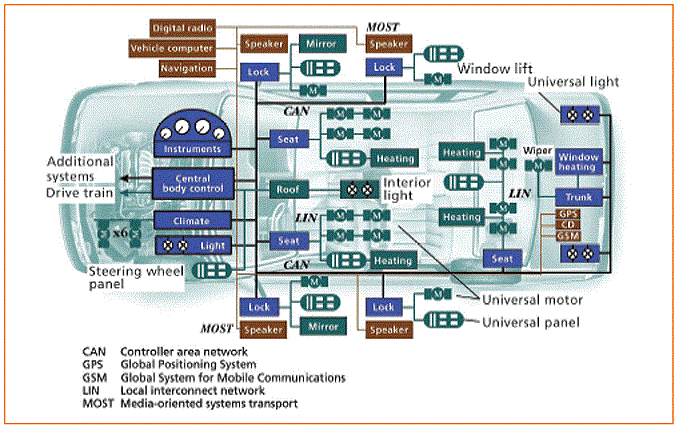 MOST
Digital radio
Speaker
Mirror
Speaker
Vehicle computer
Navigation
Lock
Lock
Window lift
Universal light
M
M
CAN
M
M
Instruments
Seat
M
M
Heating
Heating
M
Wiper
M
Window
heating
M
Additional
systems
Drive train
Central
body control
Roof
Interior
light
LIN
Trunk
x6
Climate
LIN
M
M
Heating
M
GPS
CD
GSM
Light
Seat
M
M
M
Steering wheel
panel
CAN
Heating
Seat
M
M
Lock
Lock
Universal motor
MOST
Speaker
Mirror
Speaker
Universal panel
CAN Controller area network
GPS Global Positioning System
GSM Global System for Mobile Communications
LIN Local interconnect network
MOST Media-oriented systems transport